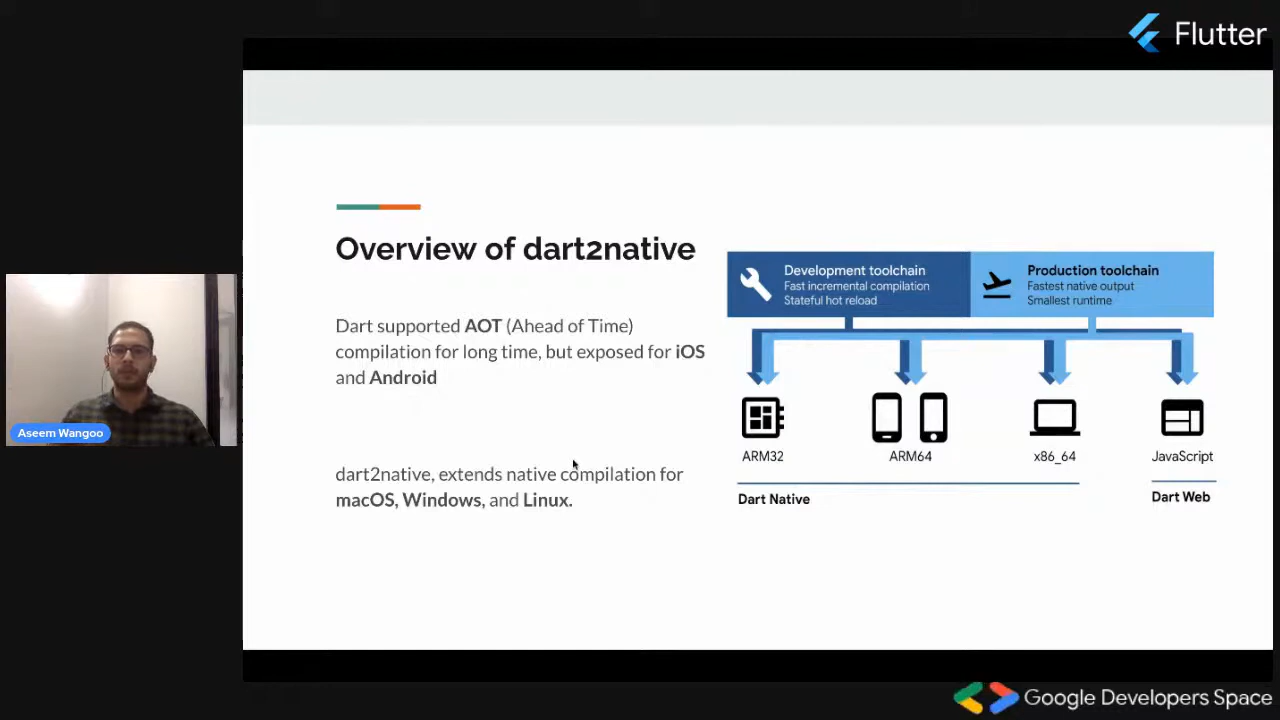 Flutter
Overview of dart2native
Dart supported AOT (Ahead of Time)
compilation for long time, but exposed for iOS
and Android
dart2native, extends native compilation for
macOS, Windows, and Linux.
Development toolchain
Fast incremental compilation
Stateful hot reload
Production toolchain
Fastest native output
Smallest runtime
ARM32
ARM64
x86_64
JavaScript
Dart Native
Dart Web
Aseem Wangoo
Google Developers Space